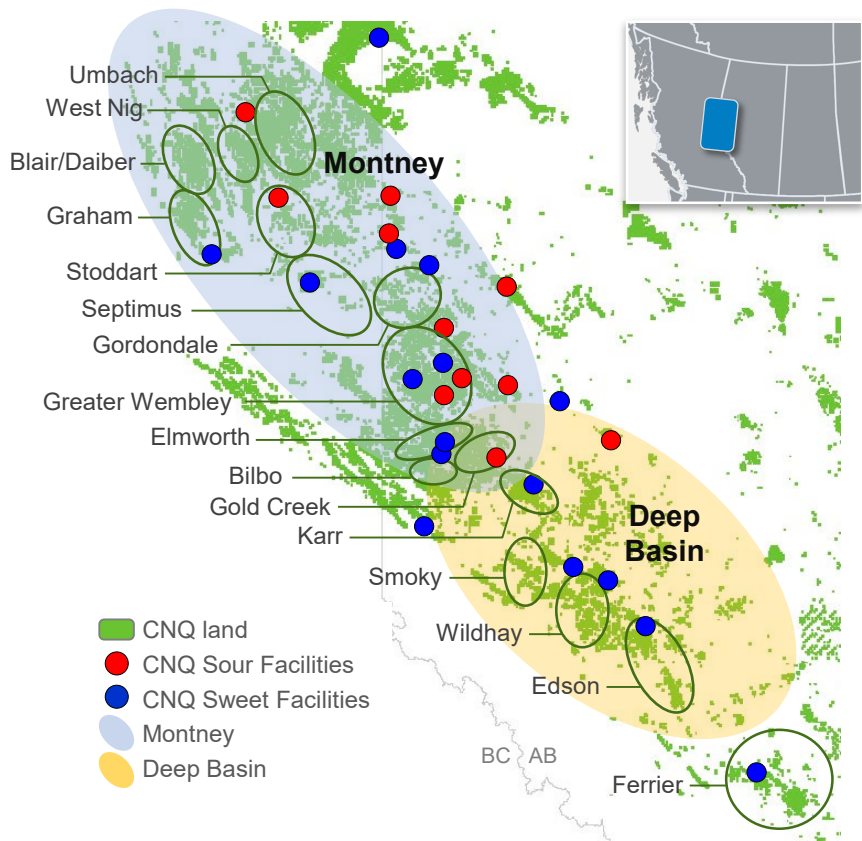 Umbach
West Nig
Blair/Daiber
Montney
Graham
Stoddart
Septimus
Gordondale
Greater Wembley
Elmworth
Bilbo
Gold Creek
Karr
Deep
Basin
Smoky
Wildhay
Edson
CNQ land
CNQ Sour Facilities
CNQ Sweet Facilities
Montney
Deep Basin
BC AB
Ferrier